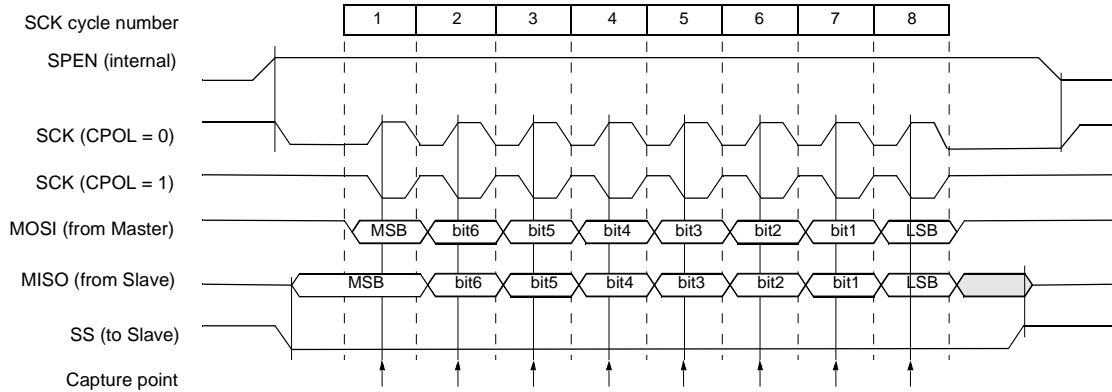 SCK cycle number 1 2 3 4 5 6 7 8
SPEN (internal)
SCK (CPOL = 0)
SCK (CPOL = 1)
MOSI (from Master) MSB bit6 bit5 bit4 bit3 bit2 bit1 LSB
MISO (from Slave) MSB bit6 bit5 bit4 bit3 bit2 bit1 LSB
SS (to Slave)
Capture point